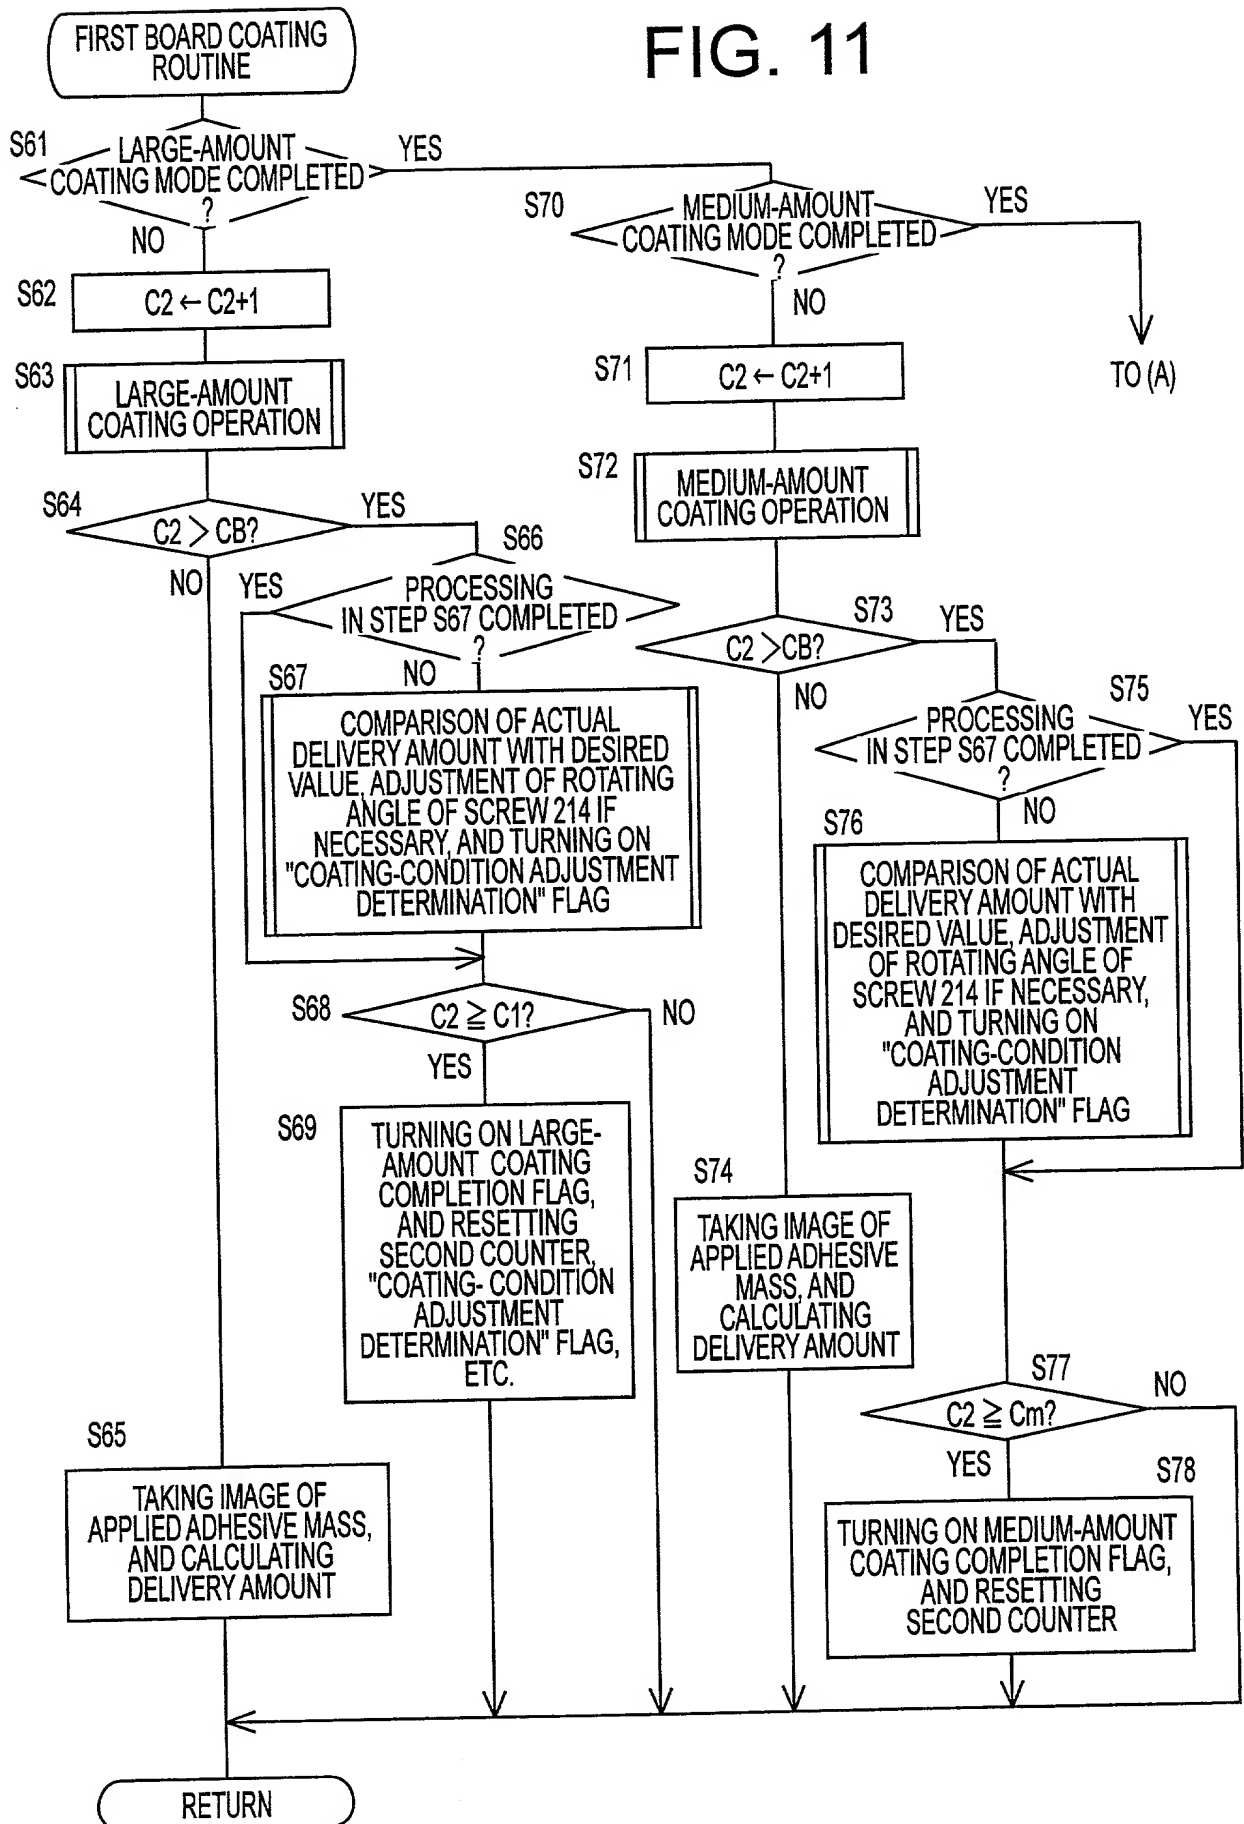 FIG. 11
FIRST BOARD COATING
ROUTINE
S61
LARGE-AMOUNT
COATING MODE COMPLETED
?
YES
NO
S62
C2 ← C2+1
S63
LARGE-AMOUNT
COATING OPERATION
S64
C2 > CB?
YES
NO
S66
PROCESSING
IN STEP S67 COMPLETED
?
YES
NO
S67
COMPARISON OF ACTUAL
DELIVERY AMOUNT WITH DESIRED
VALUE, ADJUSTMENT OF ROTATING
ANGLE OF SCREW 214 IF
NECESSARY, AND TURNING ON
"COATING-CONDITION ADJUSTMENT
DETERMINATION" FLAG
S68
C2 ≧ C1?
NO
YES
S69
TURNING ON LARGE-
AMOUNT COATING
COMPLETION FLAG,
AND RESETTING
SECOND COUNTER,
"COATING- CONDITION
ADJUSTMENT
DETERMINATION" FLAG,
ETC.
S65
TAKING IMAGE OF
APPLIED ADHESIVE MASS,
AND CALCULATING
DELIVERY AMOUNT
S70
MEDIUM-AMOUNT
COATING MODE COMPLETED
?
YES
NO
TO (A)
S71
C2 ← C2+1
S72
MEDIUM-AMOUNT
COATING OPERATION
S73
C2 >CB?
YES
NO
S75
PROCESSING
IN STEP S67 COMPLETED
?
YES
NO
S76
COMPARISON OF ACTUAL
DELIVERY AMOUNT WITH
DESIRED VALUE, ADJUSTMENT
OF ROTATING ANGLE OF
SCREW 214 IF NECESSARY,
AND TURNING ON
"COATING-CONDITION
ADJUSTMENT
DETERMINATION" FLAG
S74
TAKING IMAGE OF
APPLIED ADHESIVE
MASS, AND
CALCULATING
DELIVERY AMOUNT
S77
C2 ≧ Cm?
NO
YES
S78
TURNING ON MEDIUM-AMOUNT
COATING COMPLETION FLAG,
AND RESETTING
SECOND COUNTER
RETURN